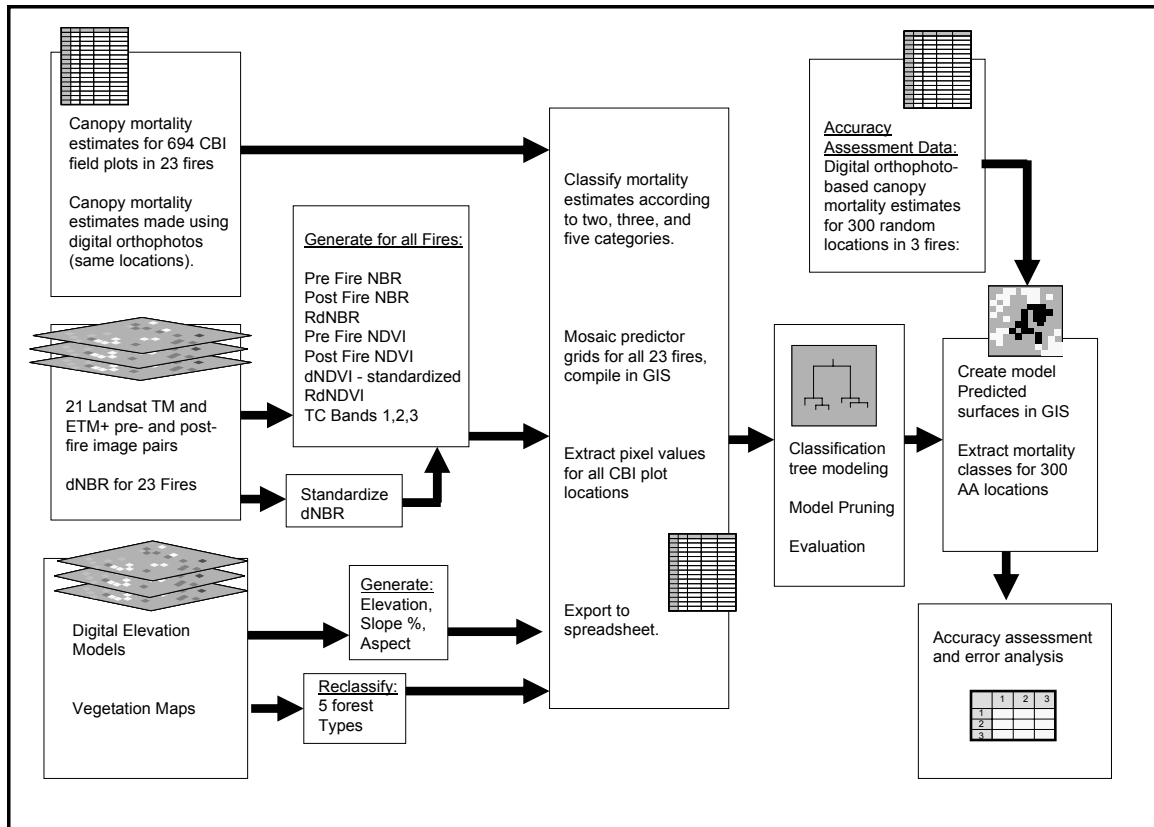 Canopy mortality
estimates for 694 CBI
field plots in 23 fires
Canopy mortality
estimates made using
digital orthophotos
(same locations).
21 Landsat TM and
ETM+ pre- and post-
fire image pairs
dNBR for 23 Fires
Digital Elevation
Models
Vegetation Maps
Generate for all Fires:
Pre Fire NBR
Post Fire NBR
RdNBR
Pre Fire NDVI
Post Fire NDVI
dNDVI - standardized
RdNDVI
TC Bands 1,2,3
Standardize
dNBR
Generate:
Elevation,
Slope %,
Aspect
Reclassify:
5 forest
Types
Classify mortality
estimates according
to two, three, and
five categories.
Mosaic predictor
grids for all 23 fires,
compile in GIS
Extract pixel values
for all CBI plot
locations
Export to
spreadsheet.
Classification
tree modeling
Model Pruning
Evaluation
Accuracy
Assessment Data:
Digital orthophoto-
based canopy
mortality estimates
for 300 random
locations in 3 fires:
Create model
Predicted
surfaces in GIS
Extract mortality
classes for 300
AA locations
Accuracy assessment
and error analysis
1 2 3
1
2
3